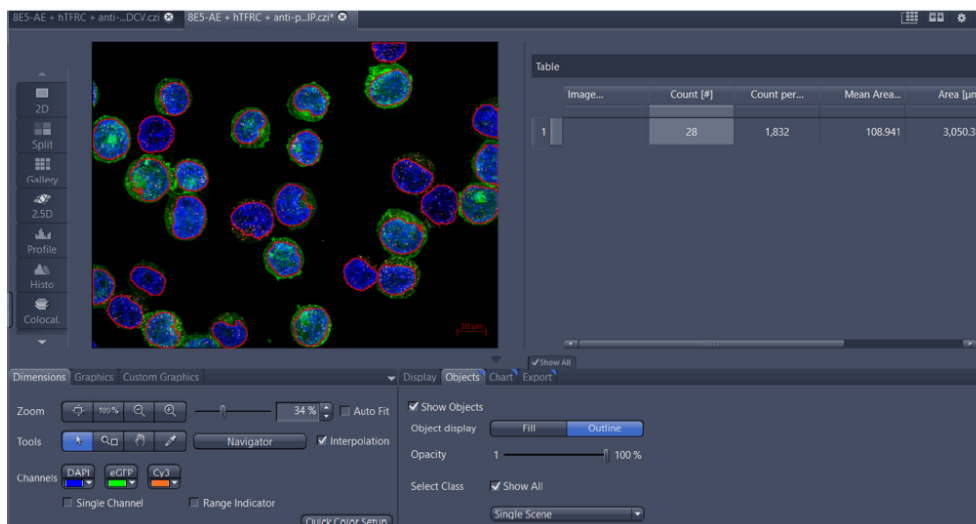 8E5-AE + hTFRC + anti-...DCV.czi 8E5-AE + hTFRC + anti-p...IP.czi*
2D
Split
Gallery
2.5D
Profile
Histo
Colocal.
10 µm
Table
Image... Count [#] Count per... Mean Area... Area [µm
1 28 1,832 108.941 3,050.3
Show All
Dimensions Graphics Custom Graphics
Zoom 100% 34 % Auto Fit
Tools Navigator Interpolation
Channels DAPI eGFP Cy3
Single Channel Range Indicator
Quick Color Setup
Display Objects Chart Export
Show Objects
Object display Fill Outline
Opacity 1 100 %
Select Class Show All
Single Scene